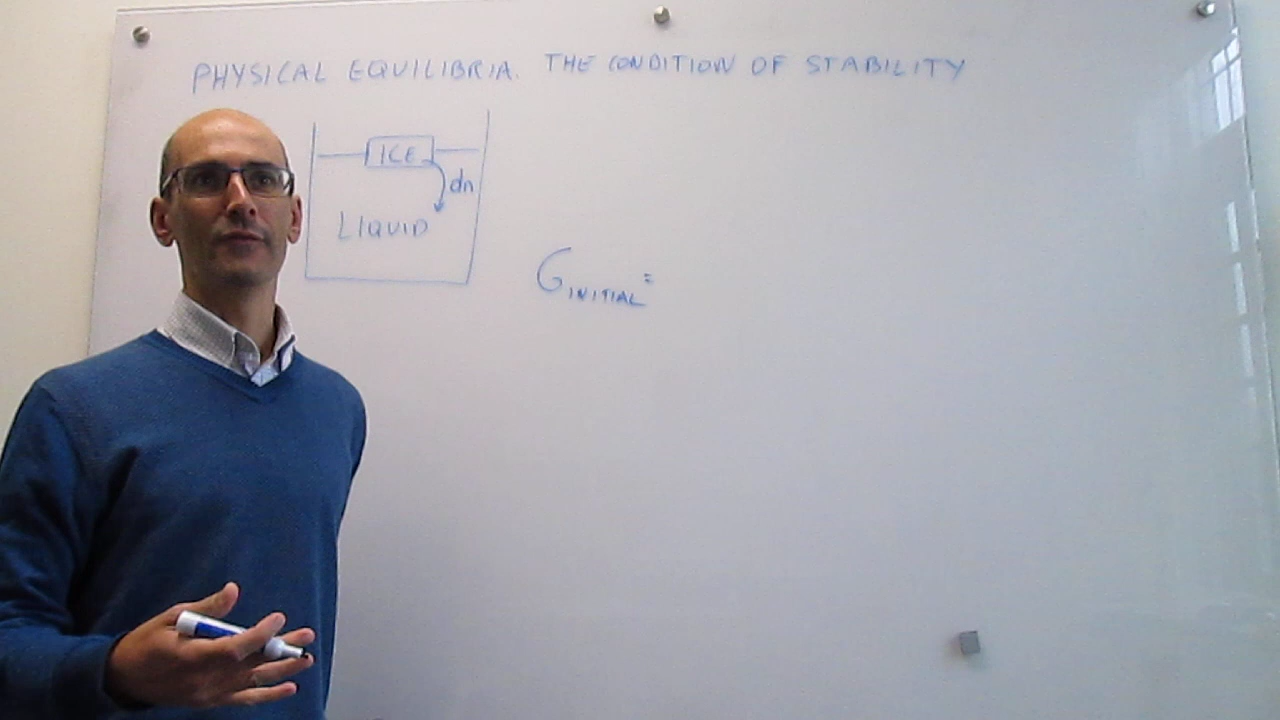 PHYSICAL EQUILIBRIA. THE CONDITION OF STABILITY
ICE
dn
LIQUID
G INITIAL =